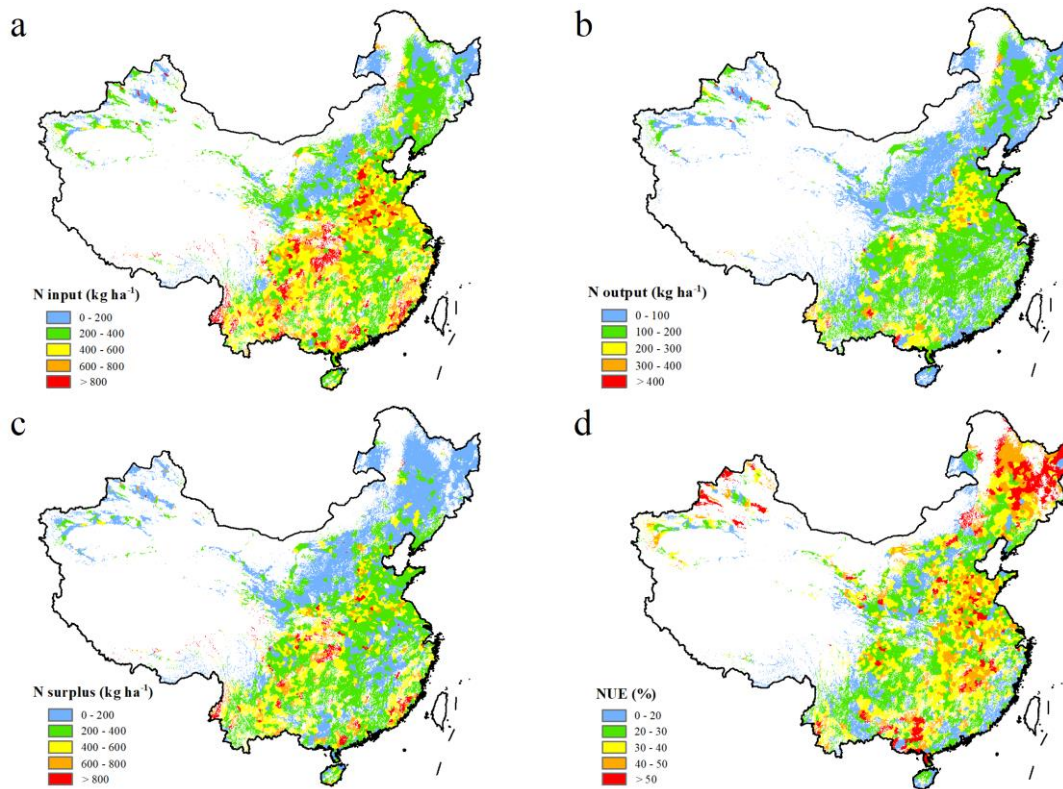 a
N input (kg ha⁻¹)
0 - 200
200 - 400
400 - 600
600 - 800
> 800
b
N output (kg ha⁻¹)
0 - 100
100 - 200
200 - 300
300 - 400
> 400
c
N surplus (kg ha⁻¹)
0 - 200
200 - 400
400 - 600
600 - 800
> 800
d
NUE (%)
0 - 20
20 - 30
30 - 40
40 - 50
> 50